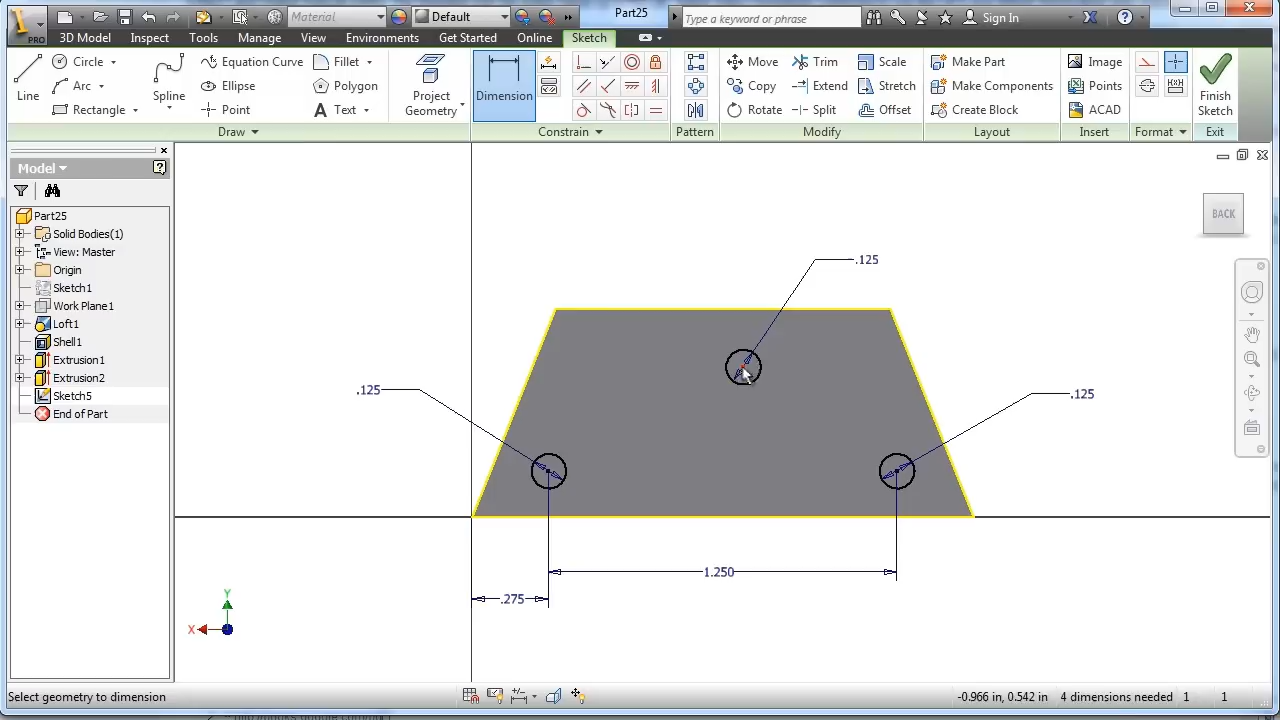 Material
Default
Part25
Type a keyword or phrase
Sign In
PRO
3D Model
Inspect
Tools
Manage
View
Environments
Get Started
Online
Sketch
Line
Circle
Arc
Rectangle
Spline
Equation Curve
Ellipse
Point
Fillet
Polygon
A Text
Project Geometry
Dimension
Move
Copy
Rotate
Trim
Extend
Split
Scale
Stretch
Offset
Make Part
Make Components
Create Block
Image
Points
ACAD
Finish Sketch
Draw
Constrain
Pattern
Modify
Layout
Insert
Format
Exit
Model
Part25
Solid Bodies(1)
View: Master
Origin
Sketch1
Work Plane1
Loft1
Shell1
Extrusion1
Extrusion2
Sketch5
End of Part
BACK
.125
.125
.125
1.250
.275
Y
X
Select geometry to dimension
-0.966 in, 0.542 in
4 dimensions needed
1
1